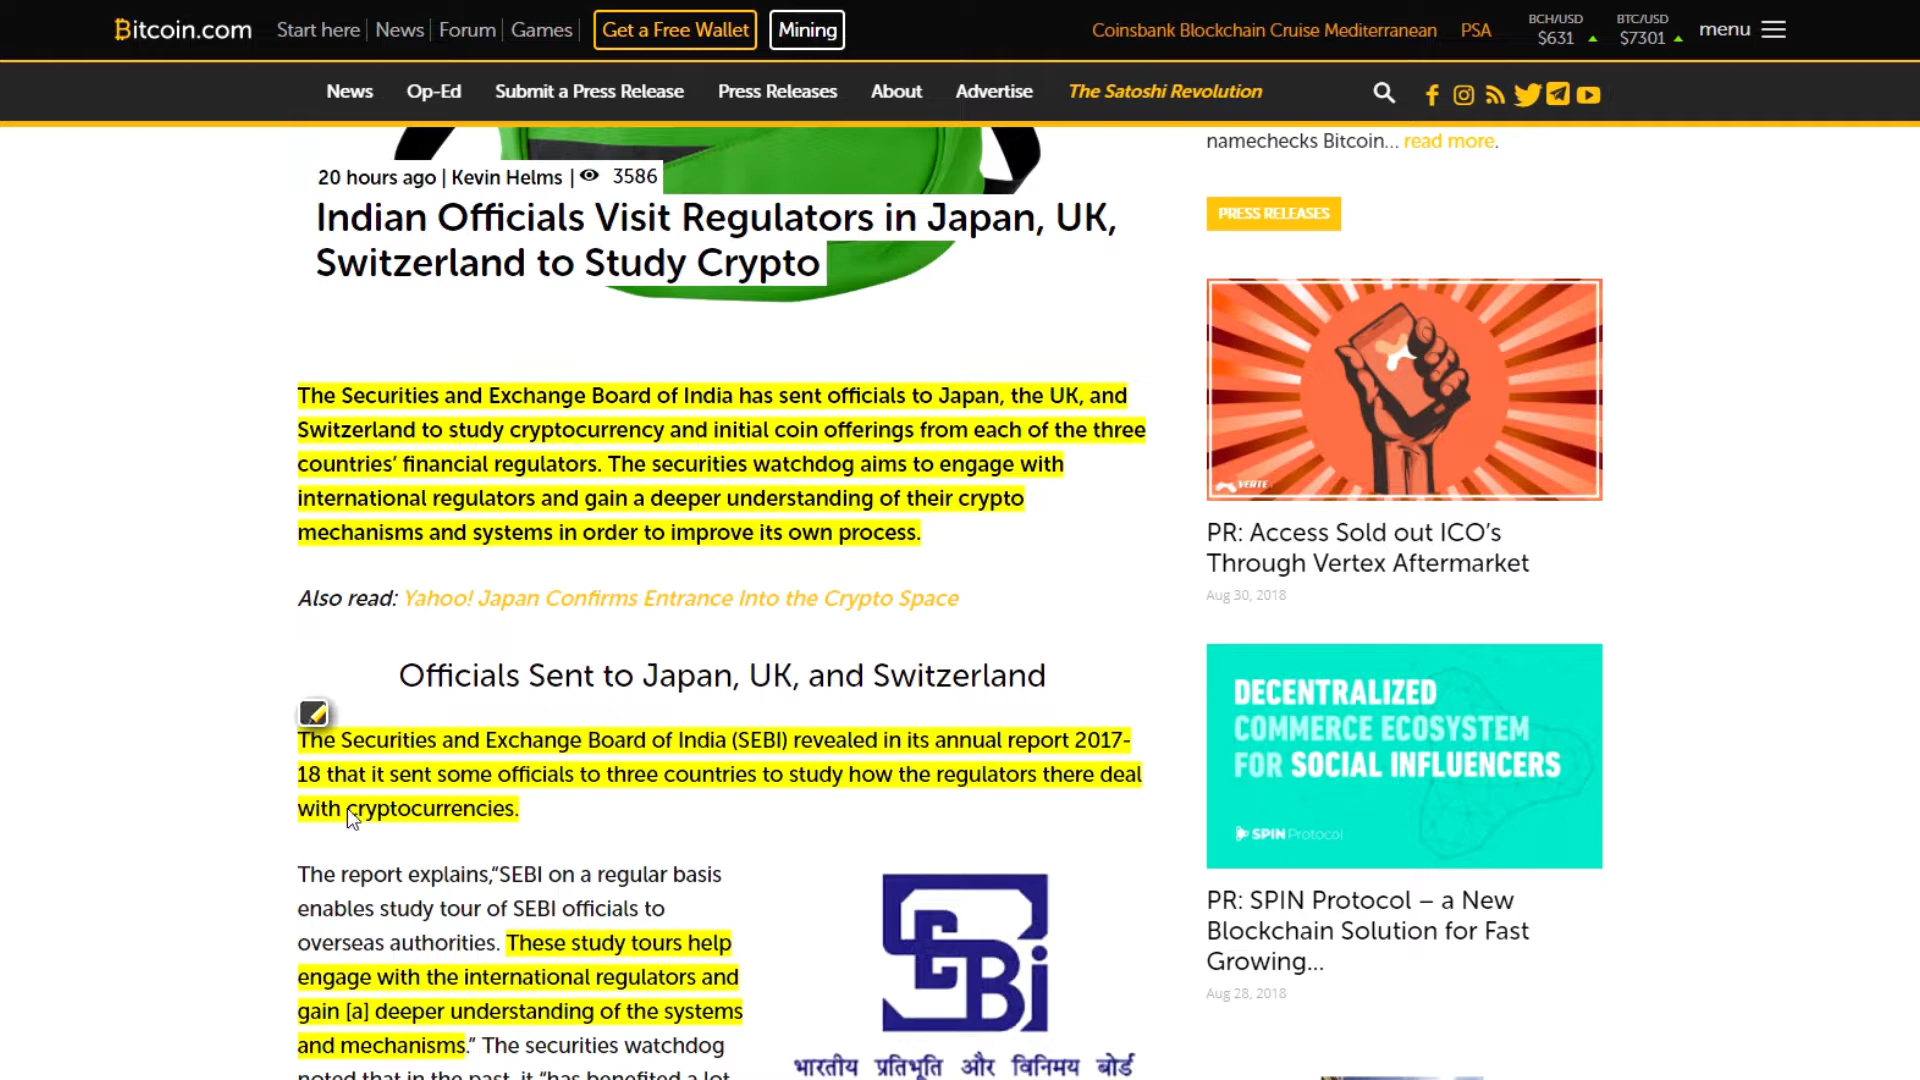 Bitcoin.com
Start here
News
Forum
Games
Get a Free Wallet
Mining
Coinsbank Blockchain Cruise Mediterranean
PSA
BCH/USD
$631
BTC/USD
$7301
menu
News
Op-Ed
Submit a Press Release
Press Releases
About
Advertise
The Satoshi Revolution
20 hours ago | Kevin Helms | 3586
Indian Officials Visit Regulators in Japan, UK,
Switzerland to Study Crypto
The Securities and Exchange Board of India has sent officials to Japan, the UK, and
Switzerland to study cryptocurrency and initial coin offerings from each of the three
countries’ financial regulators. The securities watchdog aims to engage with
international regulators and gain a deeper understanding of their crypto
mechanisms and systems in order to improve its own process.
Also read: Yahoo! Japan Confirms Entrance Into the Crypto Space
Officials Sent to Japan, UK, and Switzerland
The Securities and Exchange Board of India (SEBI) revealed in its annual report 2017-
18 that it sent some officials to three countries to study how the regulators there deal
with cryptocurrencies.
The report explains,“SEBI on a regular basis
enables study tour of SEBI officials to
overseas authorities. These study tours help
engage with the international regulators and
gain [a] deeper understanding of the systems
and mechanisms.” The securities watchdog
noted that in the past, it “has benefited a lot
SEBi
भारतीय प्रतिभूति और विनिमय बोर्ड
namechecks Bitcoin... read more.
PRESS RELEASES
VERTE
PR: Access Sold out ICO’s
Through Vertex Aftermarket
Aug 30, 2018
DECENTRALIZED
COMMERCE ECOSYSTEM
FOR SOCIAL INFLUENCERS
SPIN Protocol
PR: SPIN Protocol – a New
Blockchain Solution for Fast
Growing...
Aug 28, 2018